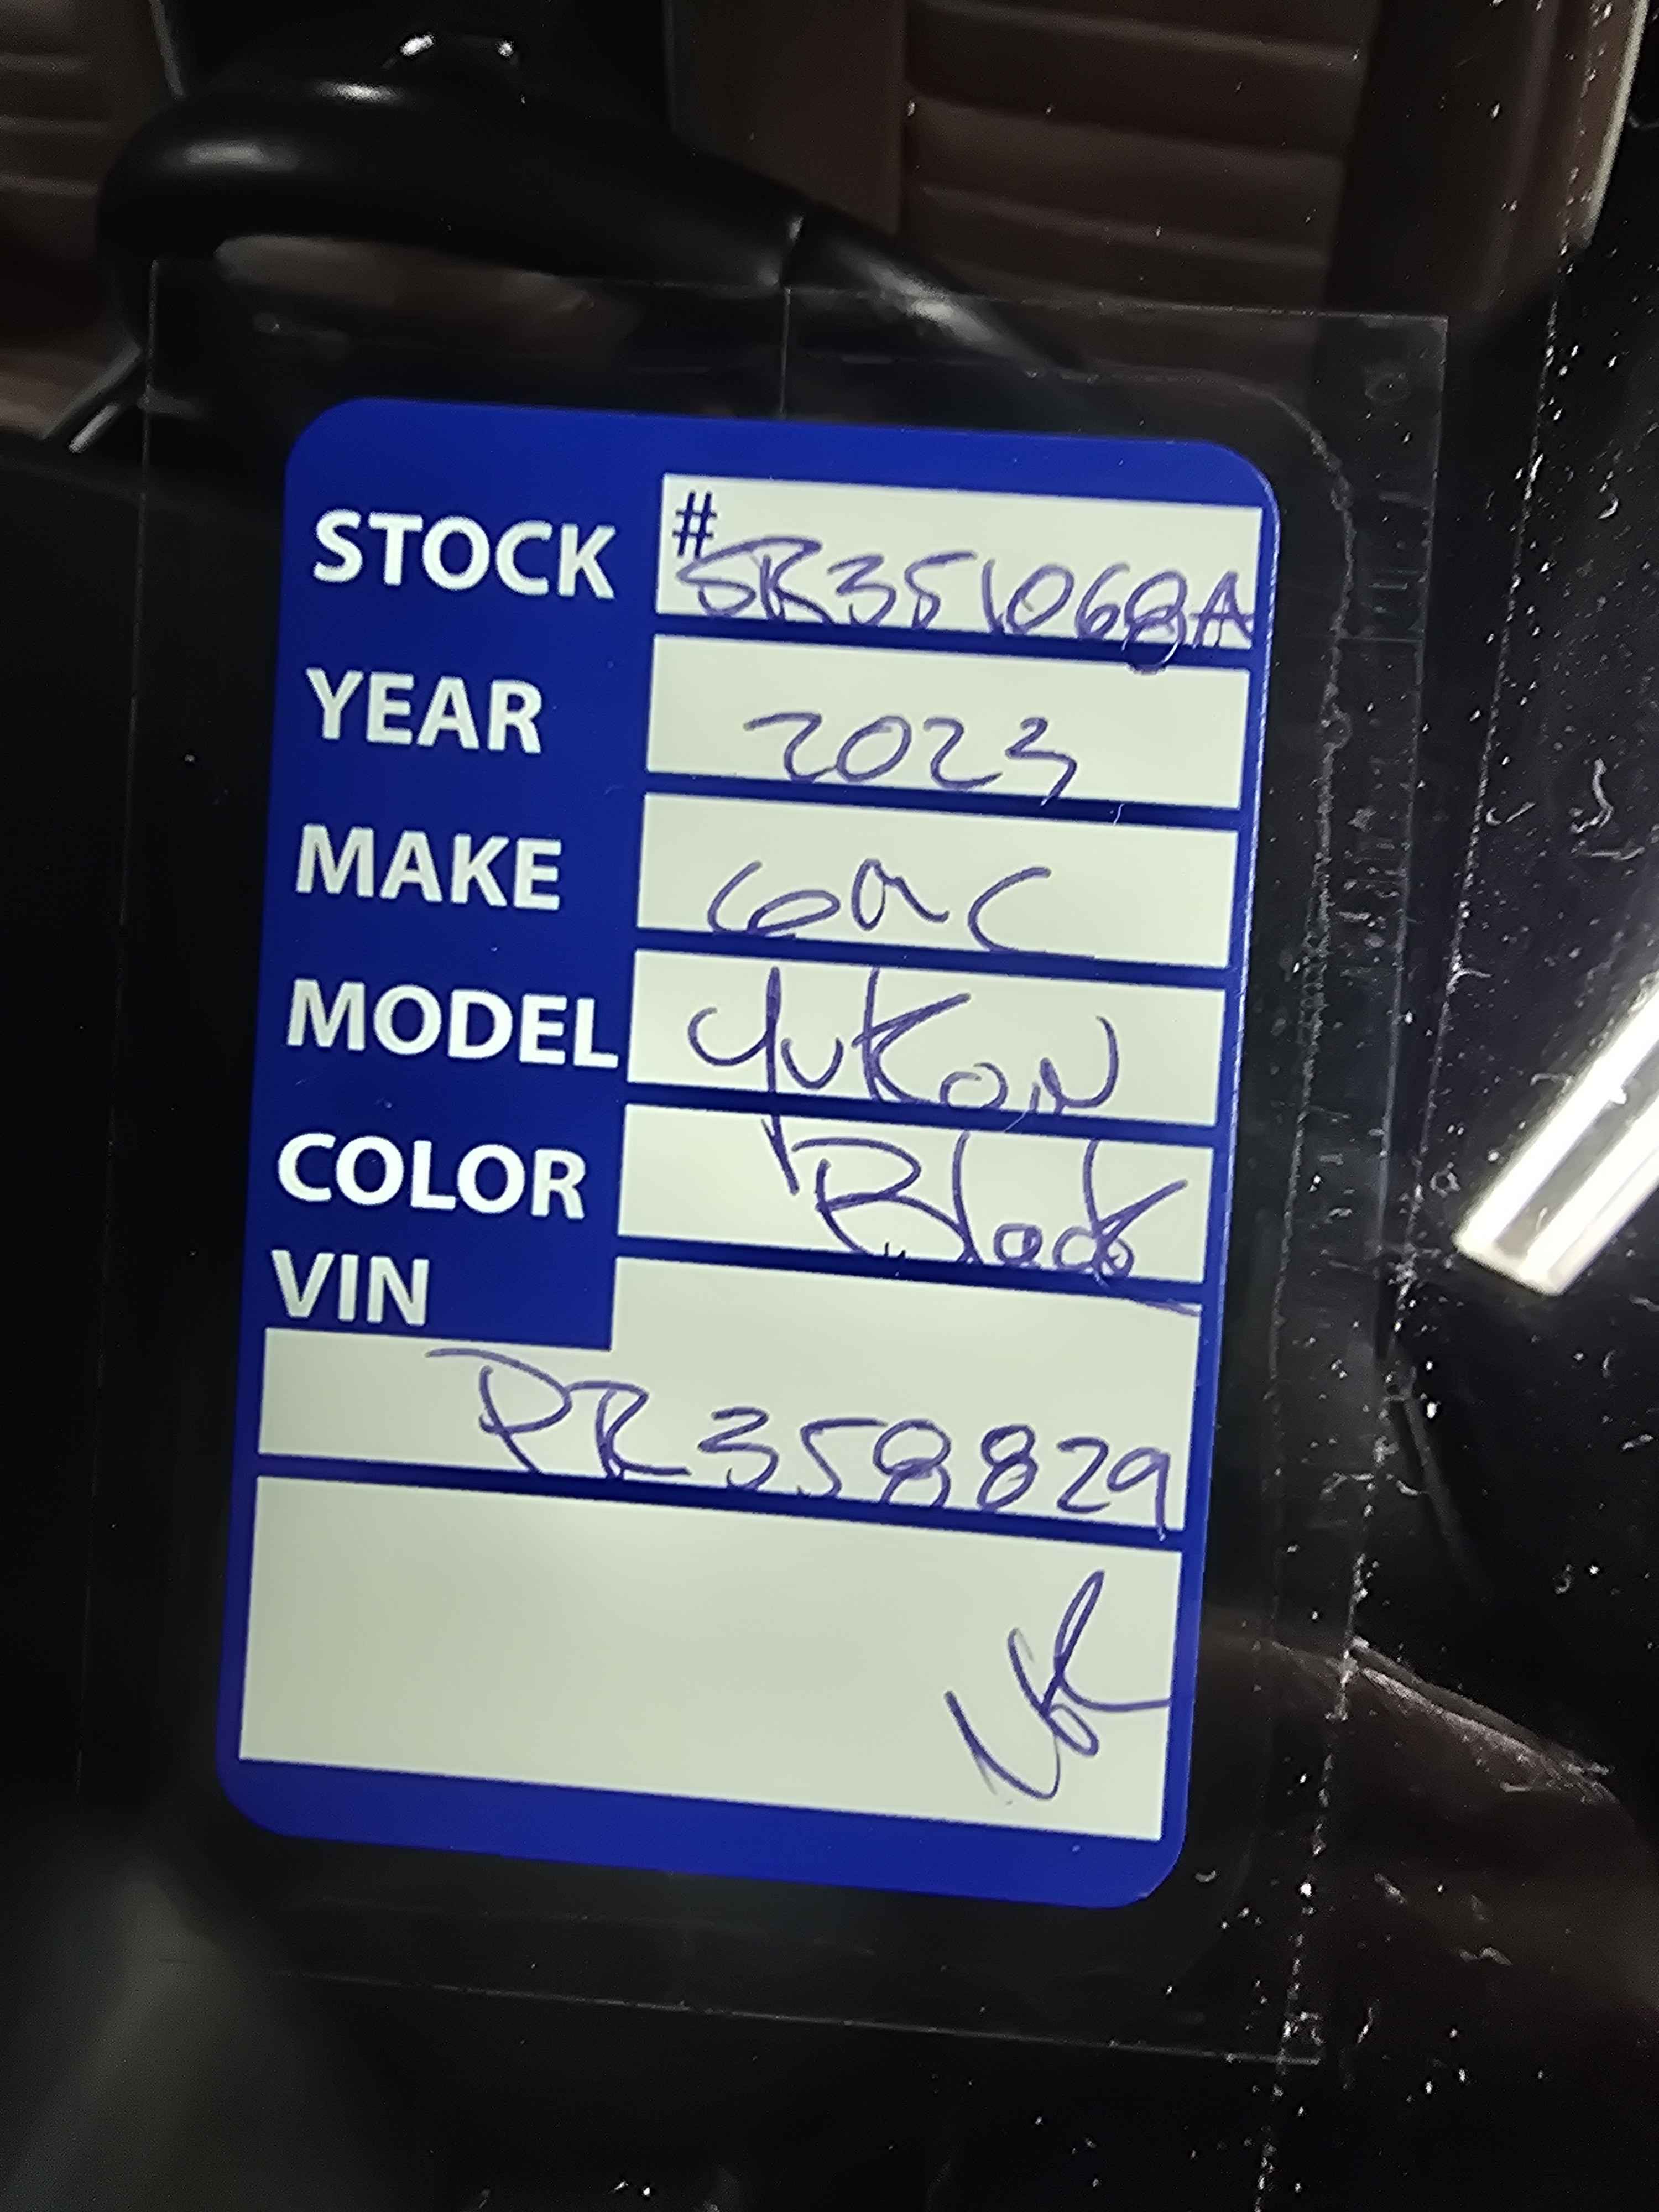 STOCK # SR351068A
YEAR 2023
MAKE GMC
MODEL Yukon
COLOR Black
VIN
PR358829